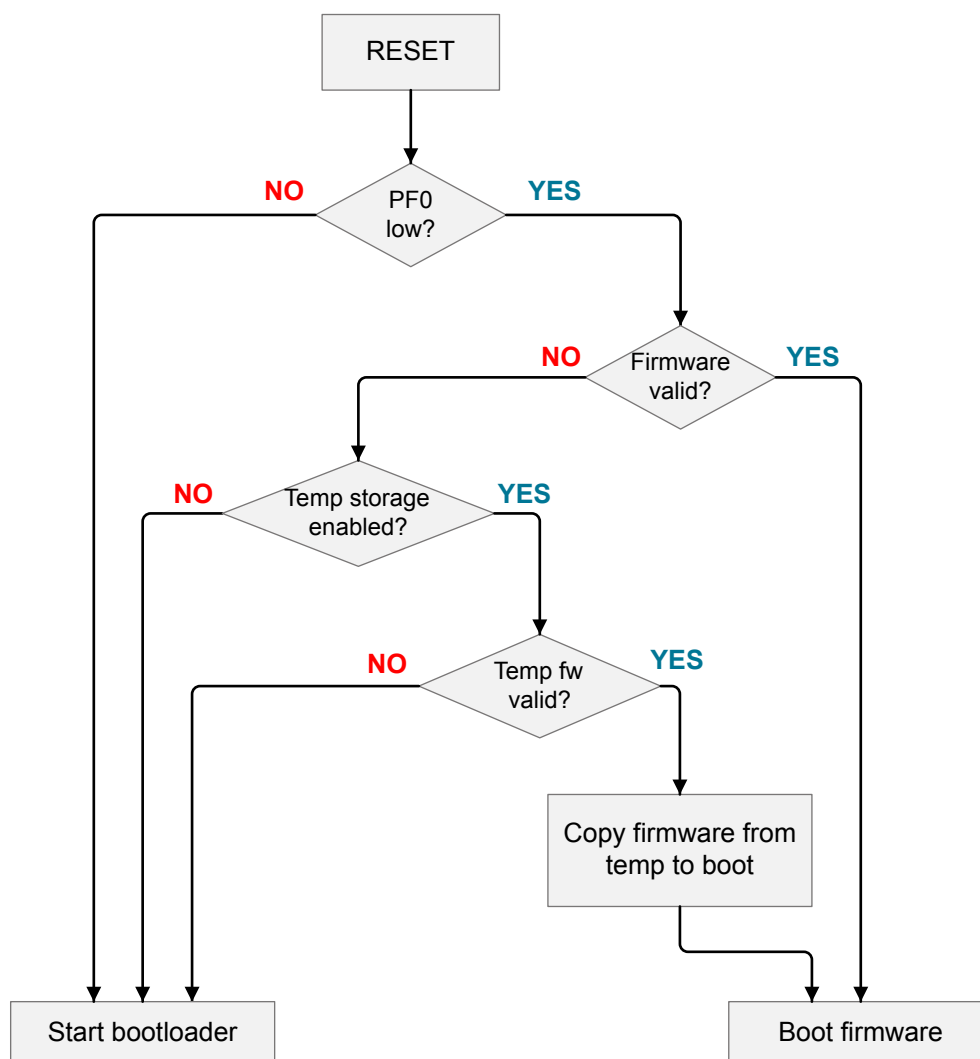 RESET
NO
YES
PF0
low?
NO
YES
Firmware
valid?
NO
YES
Temp storage
enabled?
NO
YES
Temp fw
valid?
Copy firmware from
temp to boot
Start bootloader
Boot firmware